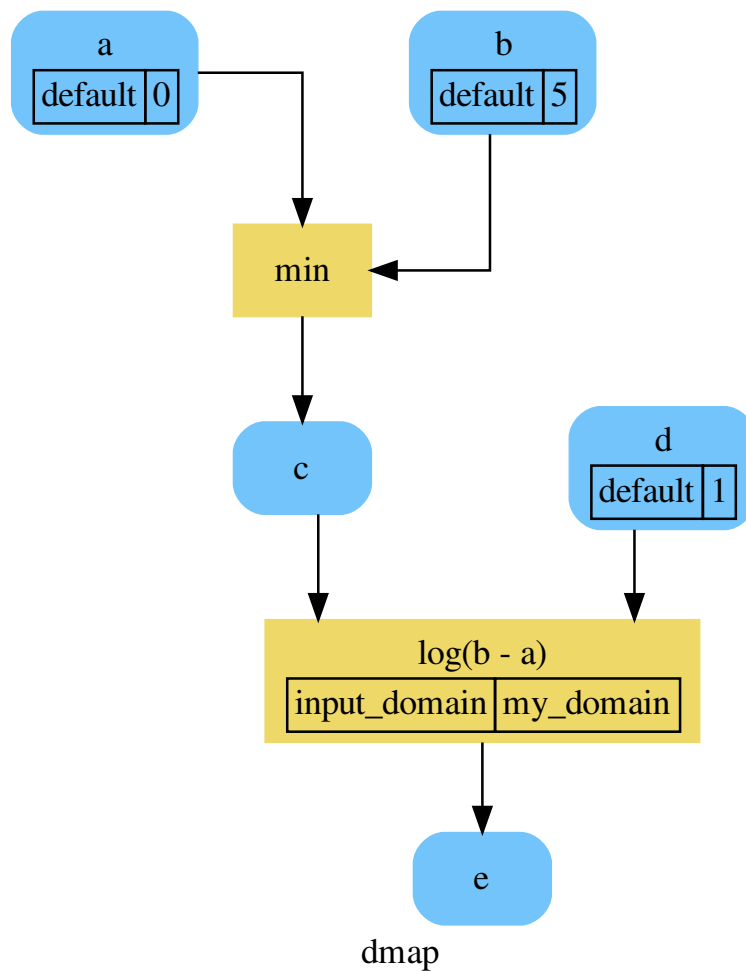 a
default 0
b
default 5
min
c
d
default 1
log(b - a)
input_domain my_domain
e
dmap